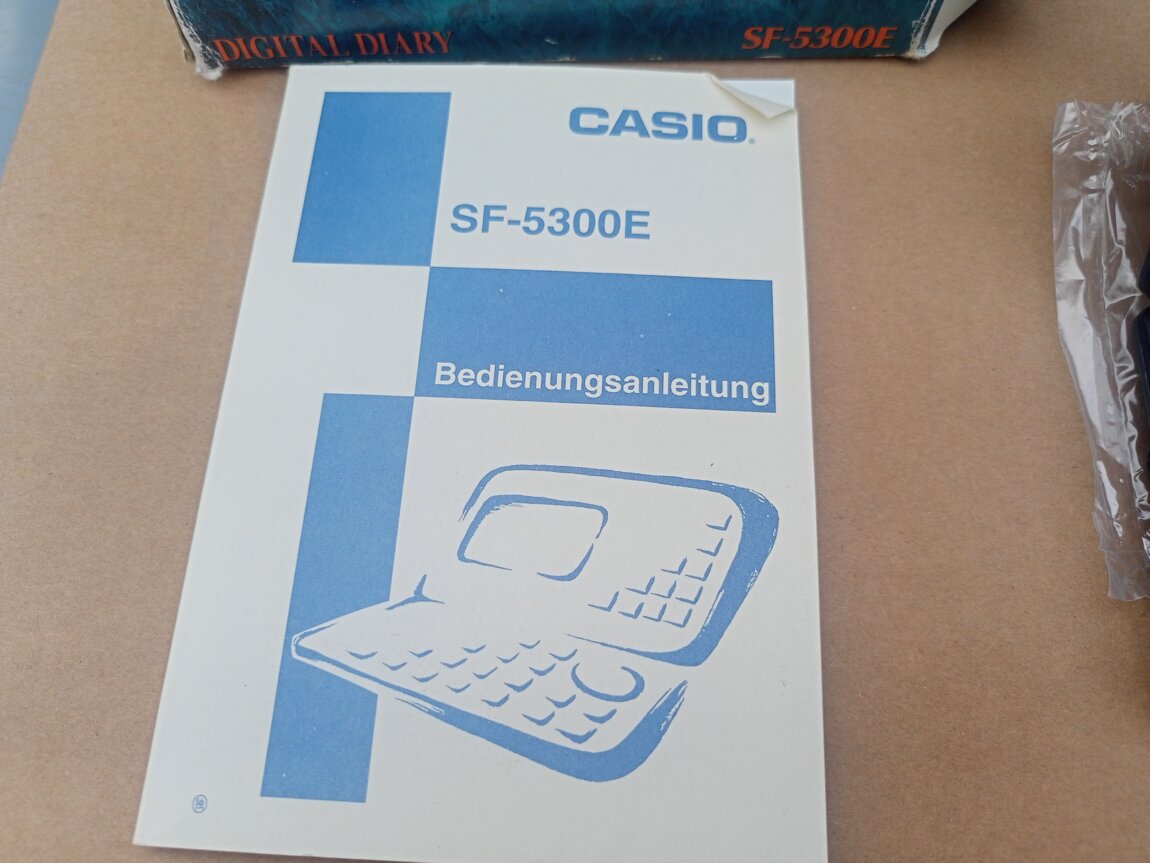 DIGITAL DIARY SF-5300E
CASIO®
SF-5300E
Bedienungsanleitung